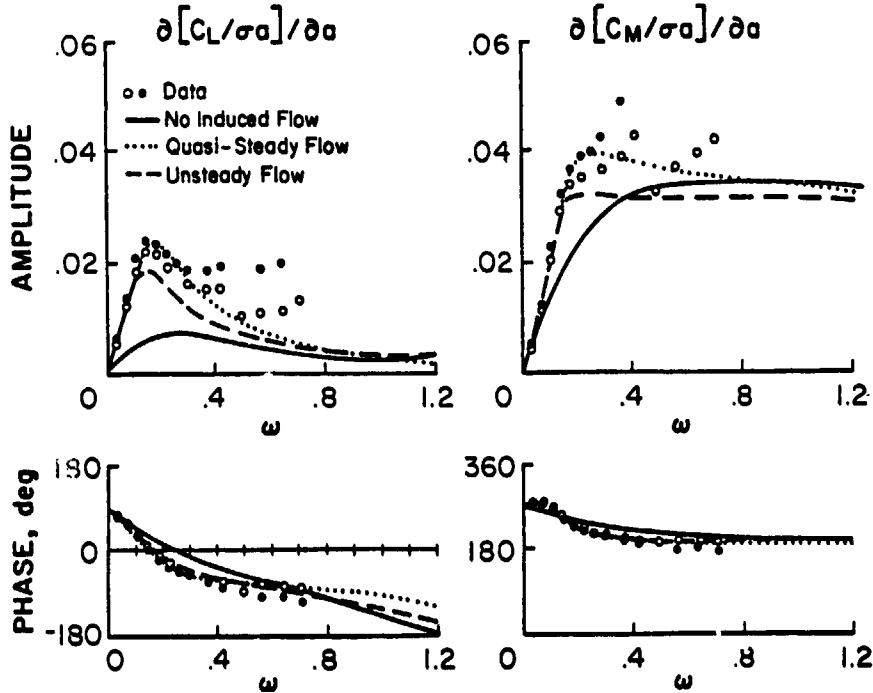 ∂[C_L/σa]/∂a
∂[C_M/σa]/∂a
AMPLITUDE
.06
.04
.02
0
.4
.8
1.2
ω
Data
No Induced Flow
Quasi-Steady Flow
Unsteady Flow
.06
.04
.02
0
.4
.8
1.2
ω
PHASE, deg
180
0
-180
0
.4
.8
1.2
ω
360
180
0
.4
.8
1.2
ω